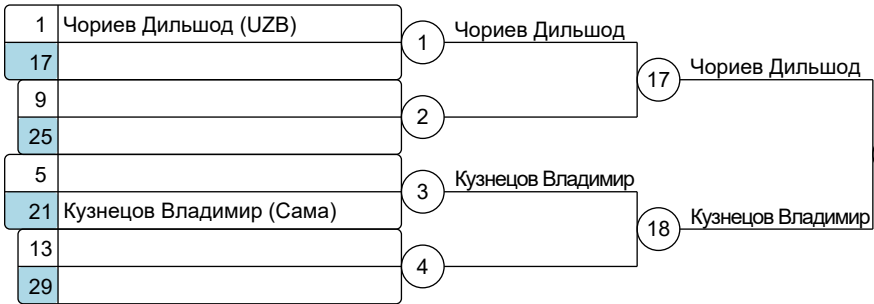 1 Чориев Дильшод (UZB)
17
1 Чориев Дильшод
9
25
2
17 Чориев Дильшод
5
21 Кузнецов Владимир (Сама)
3 Кузнецов Владимир
13
29
4
18 Кузнецов Владимир